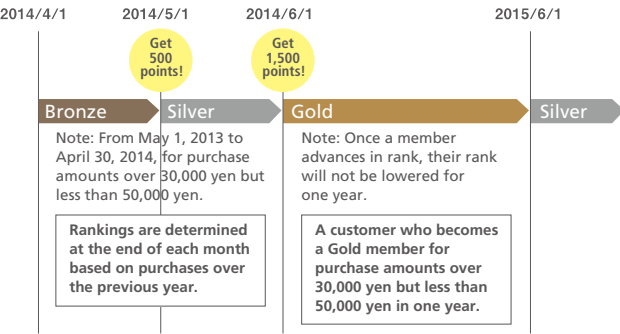 2014/4/1 2014/5/1 2014/6/1 2015/6/1
Get
500
points!
Get
1,500
points!
Bronze Silver Gold Silver
Note: From May 1, 2013 to
April 30, 2014, for purchase
amounts over 30,000 yen but
less than 50,000 yen.
Rankings are determined
at the end of each month
based on purchases over
the previous year.
Note: Once a member
advances in rank, their rank
will not be lowered for
one year.
A customer who becomes
a Gold member for
purchase amounts over
30,000 yen but less than
50,000 yen in one year.